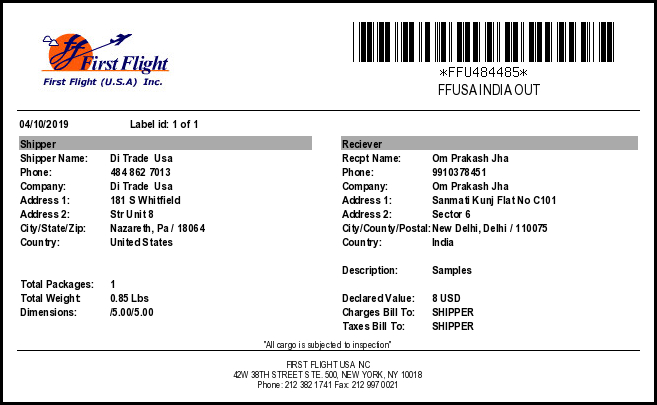 First Flight
First Flight (U.S.A) Inc.
*FFU484485*
FFUSA INDIA OUT
04/10/2019 Label id: 1 of 1
Shipper
Shipper Name: Di Trade Usa
Phone: 484 862 7013
Company: Di Trade Usa
Address 1: 181 S Whitfield
Address 2: Str Unit 8
City/State/Zip: Nazareth, Pa / 18064
Country: United States
Total Packages: 1
Total Weight: 0.85 Lbs
Dimensions: /5.00/5.00
Reciever
Recpt Name: Om Prakash Jha
Phone: 9910378451
Company: Om Prakash Jha
Address 1: Sanmati Kunj Flat No C101
Address 2: Sector 6
City/County/Postal: New Delhi, Delhi / 110075
Country: India
Description: Samples
Declared Value: 8 USD
Charges Bill To: SHIPPER
Taxes Bill To: SHIPPER
"All cargo is subjected to inspection"
FIRST FLIGHT USA INC
42W 38TH STREET STE. 500, NEW YORK, NY 10018
Phone: 212 382 1741 Fax: 212 997 0021